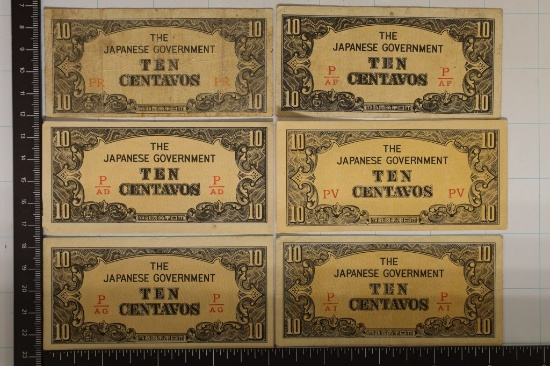 10 10
THE
JAPANESE GOVERNMENT
PR TEN PR
CENTAVOS
10 10
10 10
THE
JAPANESE GOVERNMENT
P/AF TEN P/AF
CENTAVOS
10 10
10 10
THE
JAPANESE GOVERNMENT
P/AD TEN P/AD
CENTAVOS
10 10
10 10
THE
JAPANESE GOVERNMENT
PV TEN PV
CENTAVOS
10 10
10 10
THE
JAPANESE GOVERNMENT
P/AG TEN P/AG
CENTAVOS
10 10
10 10
THE
JAPANESE GOVERNMENT
P/AI TEN P/AI
CENTAVOS
10 10